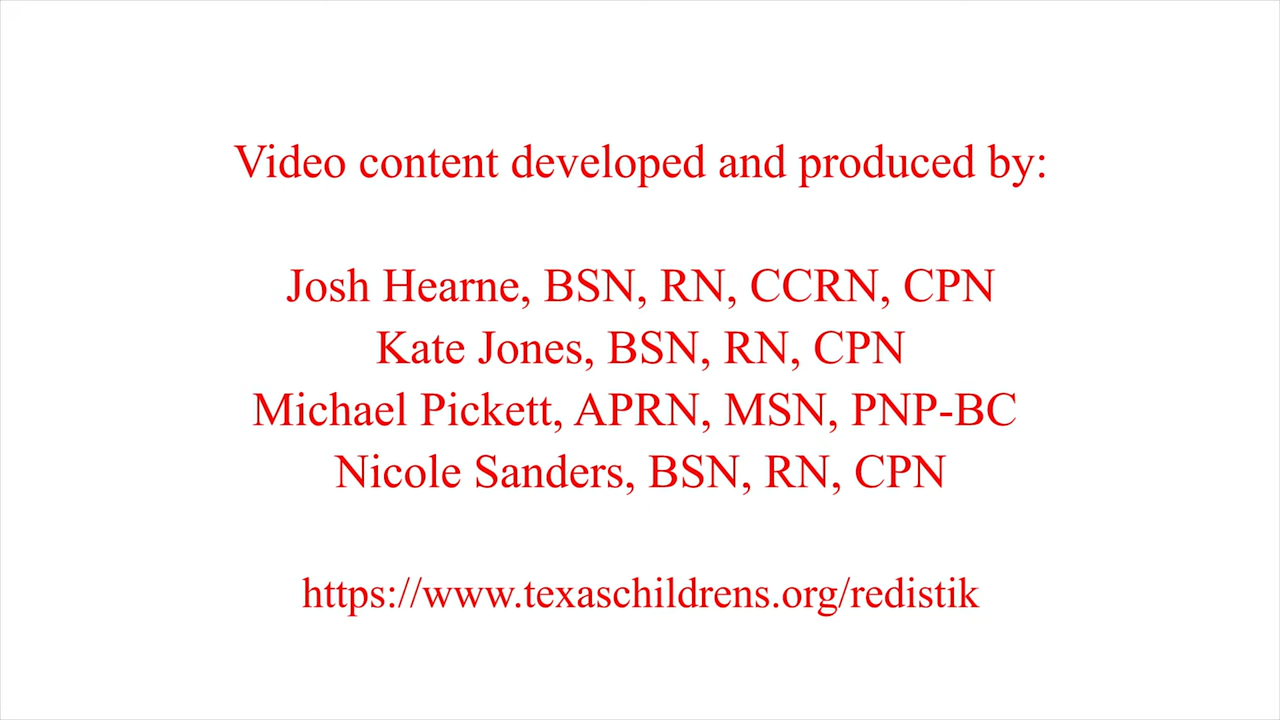 Video content developed and produced by:
Josh Hearne, BSN, RN, CCRN, CPN
Kate Jones, BSN, RN, CPN
Michael Pickett, APRN, MSN, PNP-BC
Nicole Sanders, BSN, RN, CPN
https://www.texaschildrens.org/redistik